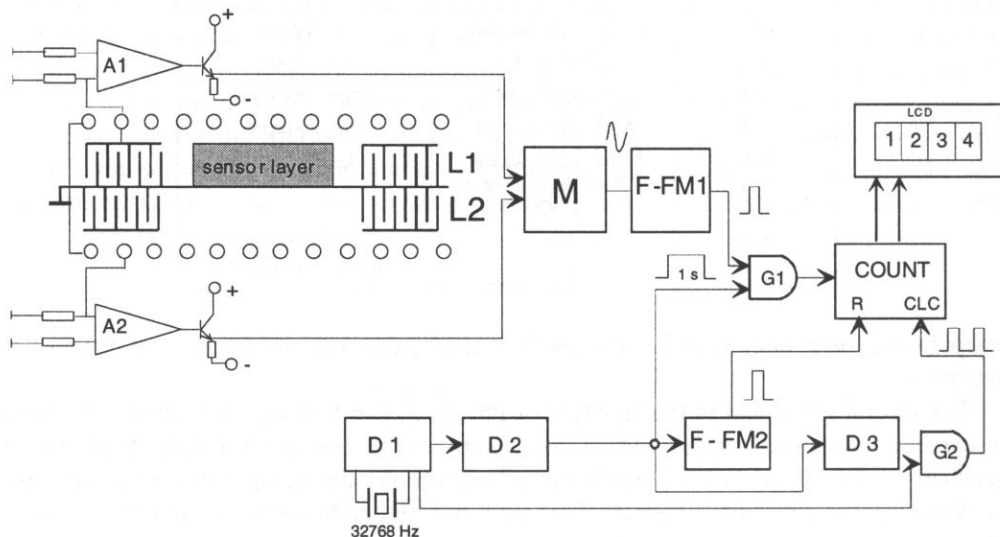 A1
+
-
sensor layer
L1
L2
A2
+
-
M
F-FM1
LCD
1 2 3 4
1 s
G1
COUNT
R CLC
D 1
D 2
F - FM2
D 3
G2
32768 Hz